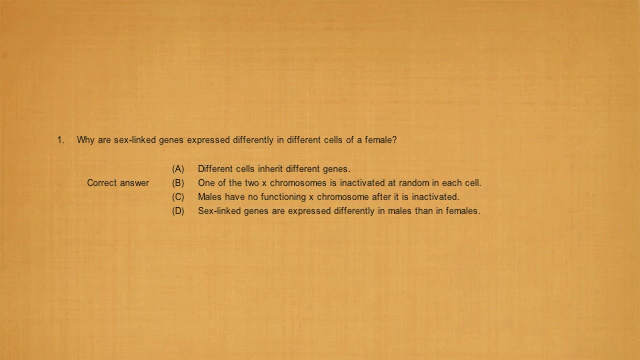 1. Why are sex-linked genes expressed differently in different cells of a female?
(A) Different cells inherit different genes.
Correct answer (B) One of the two x chromosomes is inactivated at random in each cell.
(C) Males have no functioning x chromosome after it is inactivated.
(D) Sex-linked genes are expressed differently in males than in females.